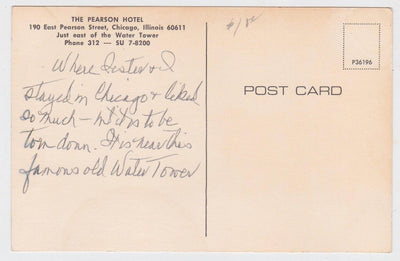 THE PEARSON HOTEL
190 East Pearson Street, Chicago, Illinois 60611
Just east of the Water Tower
Phone 312 — SU 7-8200
P36196
POST CARD
Where Lester & I
stayed in Chicago & liked
so much — it is to be
torn down. It is near this
famous old Water Tower